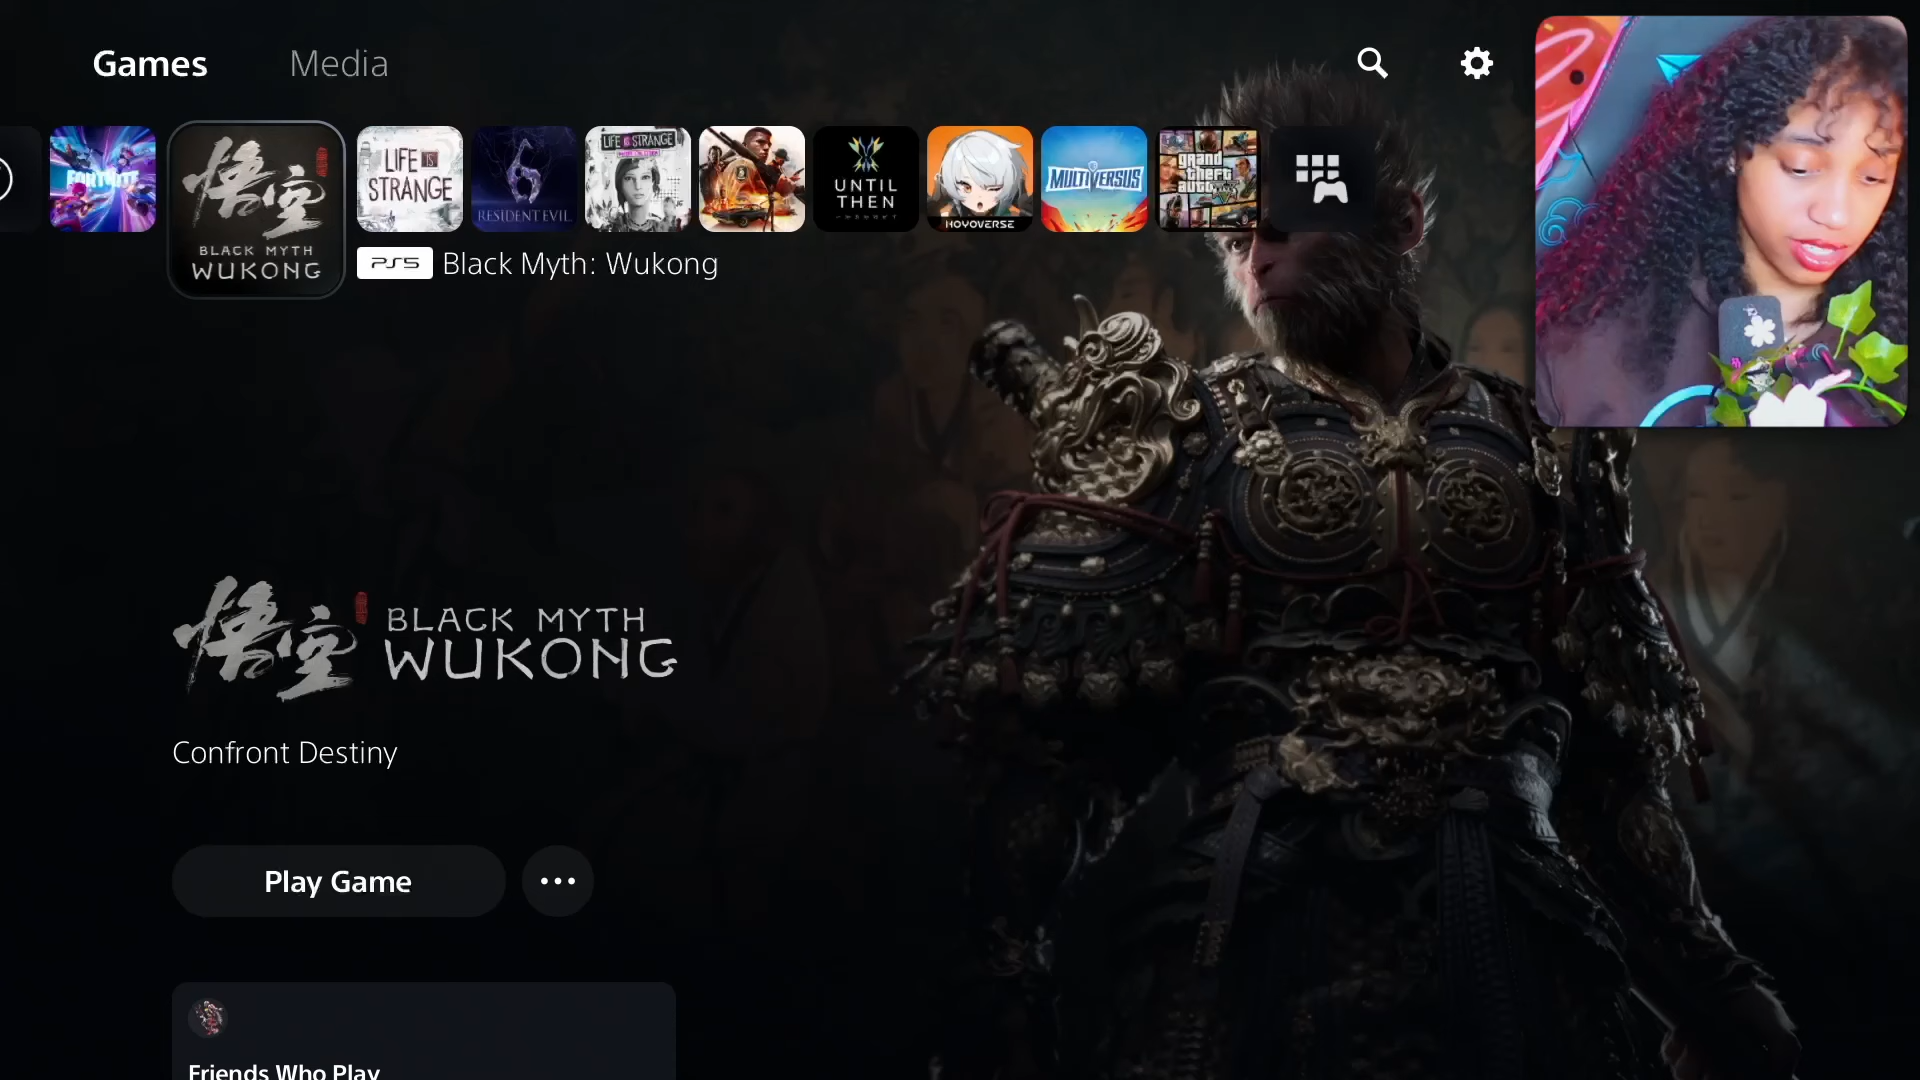 Games
Media
FORTNITE
悟空
BLACK MYTH
WUKONG
LIFE IS
STRANGE
RESIDENT EVIL
LIFE IS STRANGE
UNTIL
THEN
HOYOVERSE
MULTIVERSUS
grand
theft
auto
PS5 Black Myth: Wukong
悟空
BLACK MYTH
WUKONG
Confront Destiny
Play Game
Friends Who Play